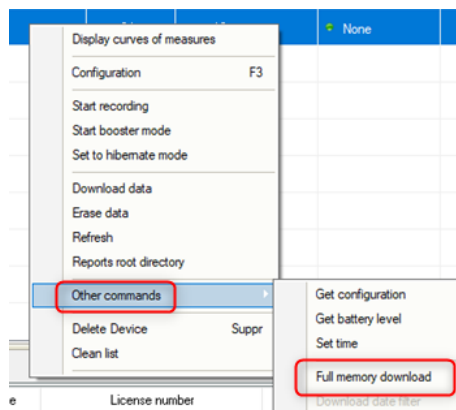 None
Display curves of measures
Configuration F3
Start recording
Start booster mode
Set to hibernate mode
Download data
Erase data
Refresh
Reports root directory
Other commands
Get configuration
Get battery level
Set time
Full memory download
Download date filter
Delete Device Suppr
Clean list
e License number